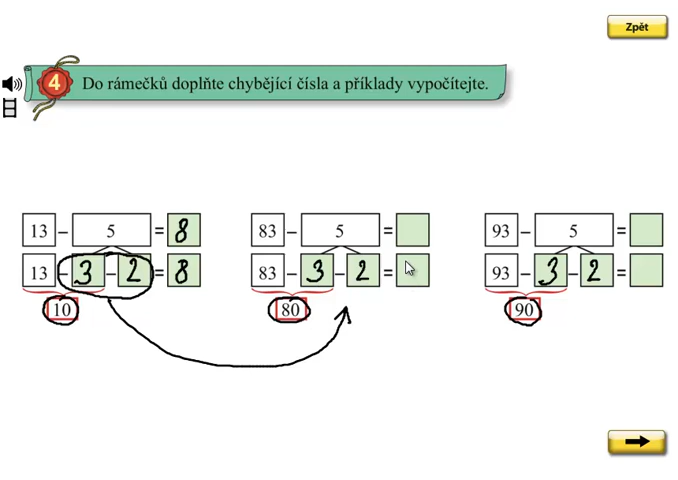 Zpět
4 Do rámečků doplňte chybějící čísla a příklady vypočítejte.
13 – 5 = 8 83 – 5 = 93 – 5 =
13 – 3 – 2 = 8 83 – 3 – 2 = 93 – 3 – 2 =
10 80 90